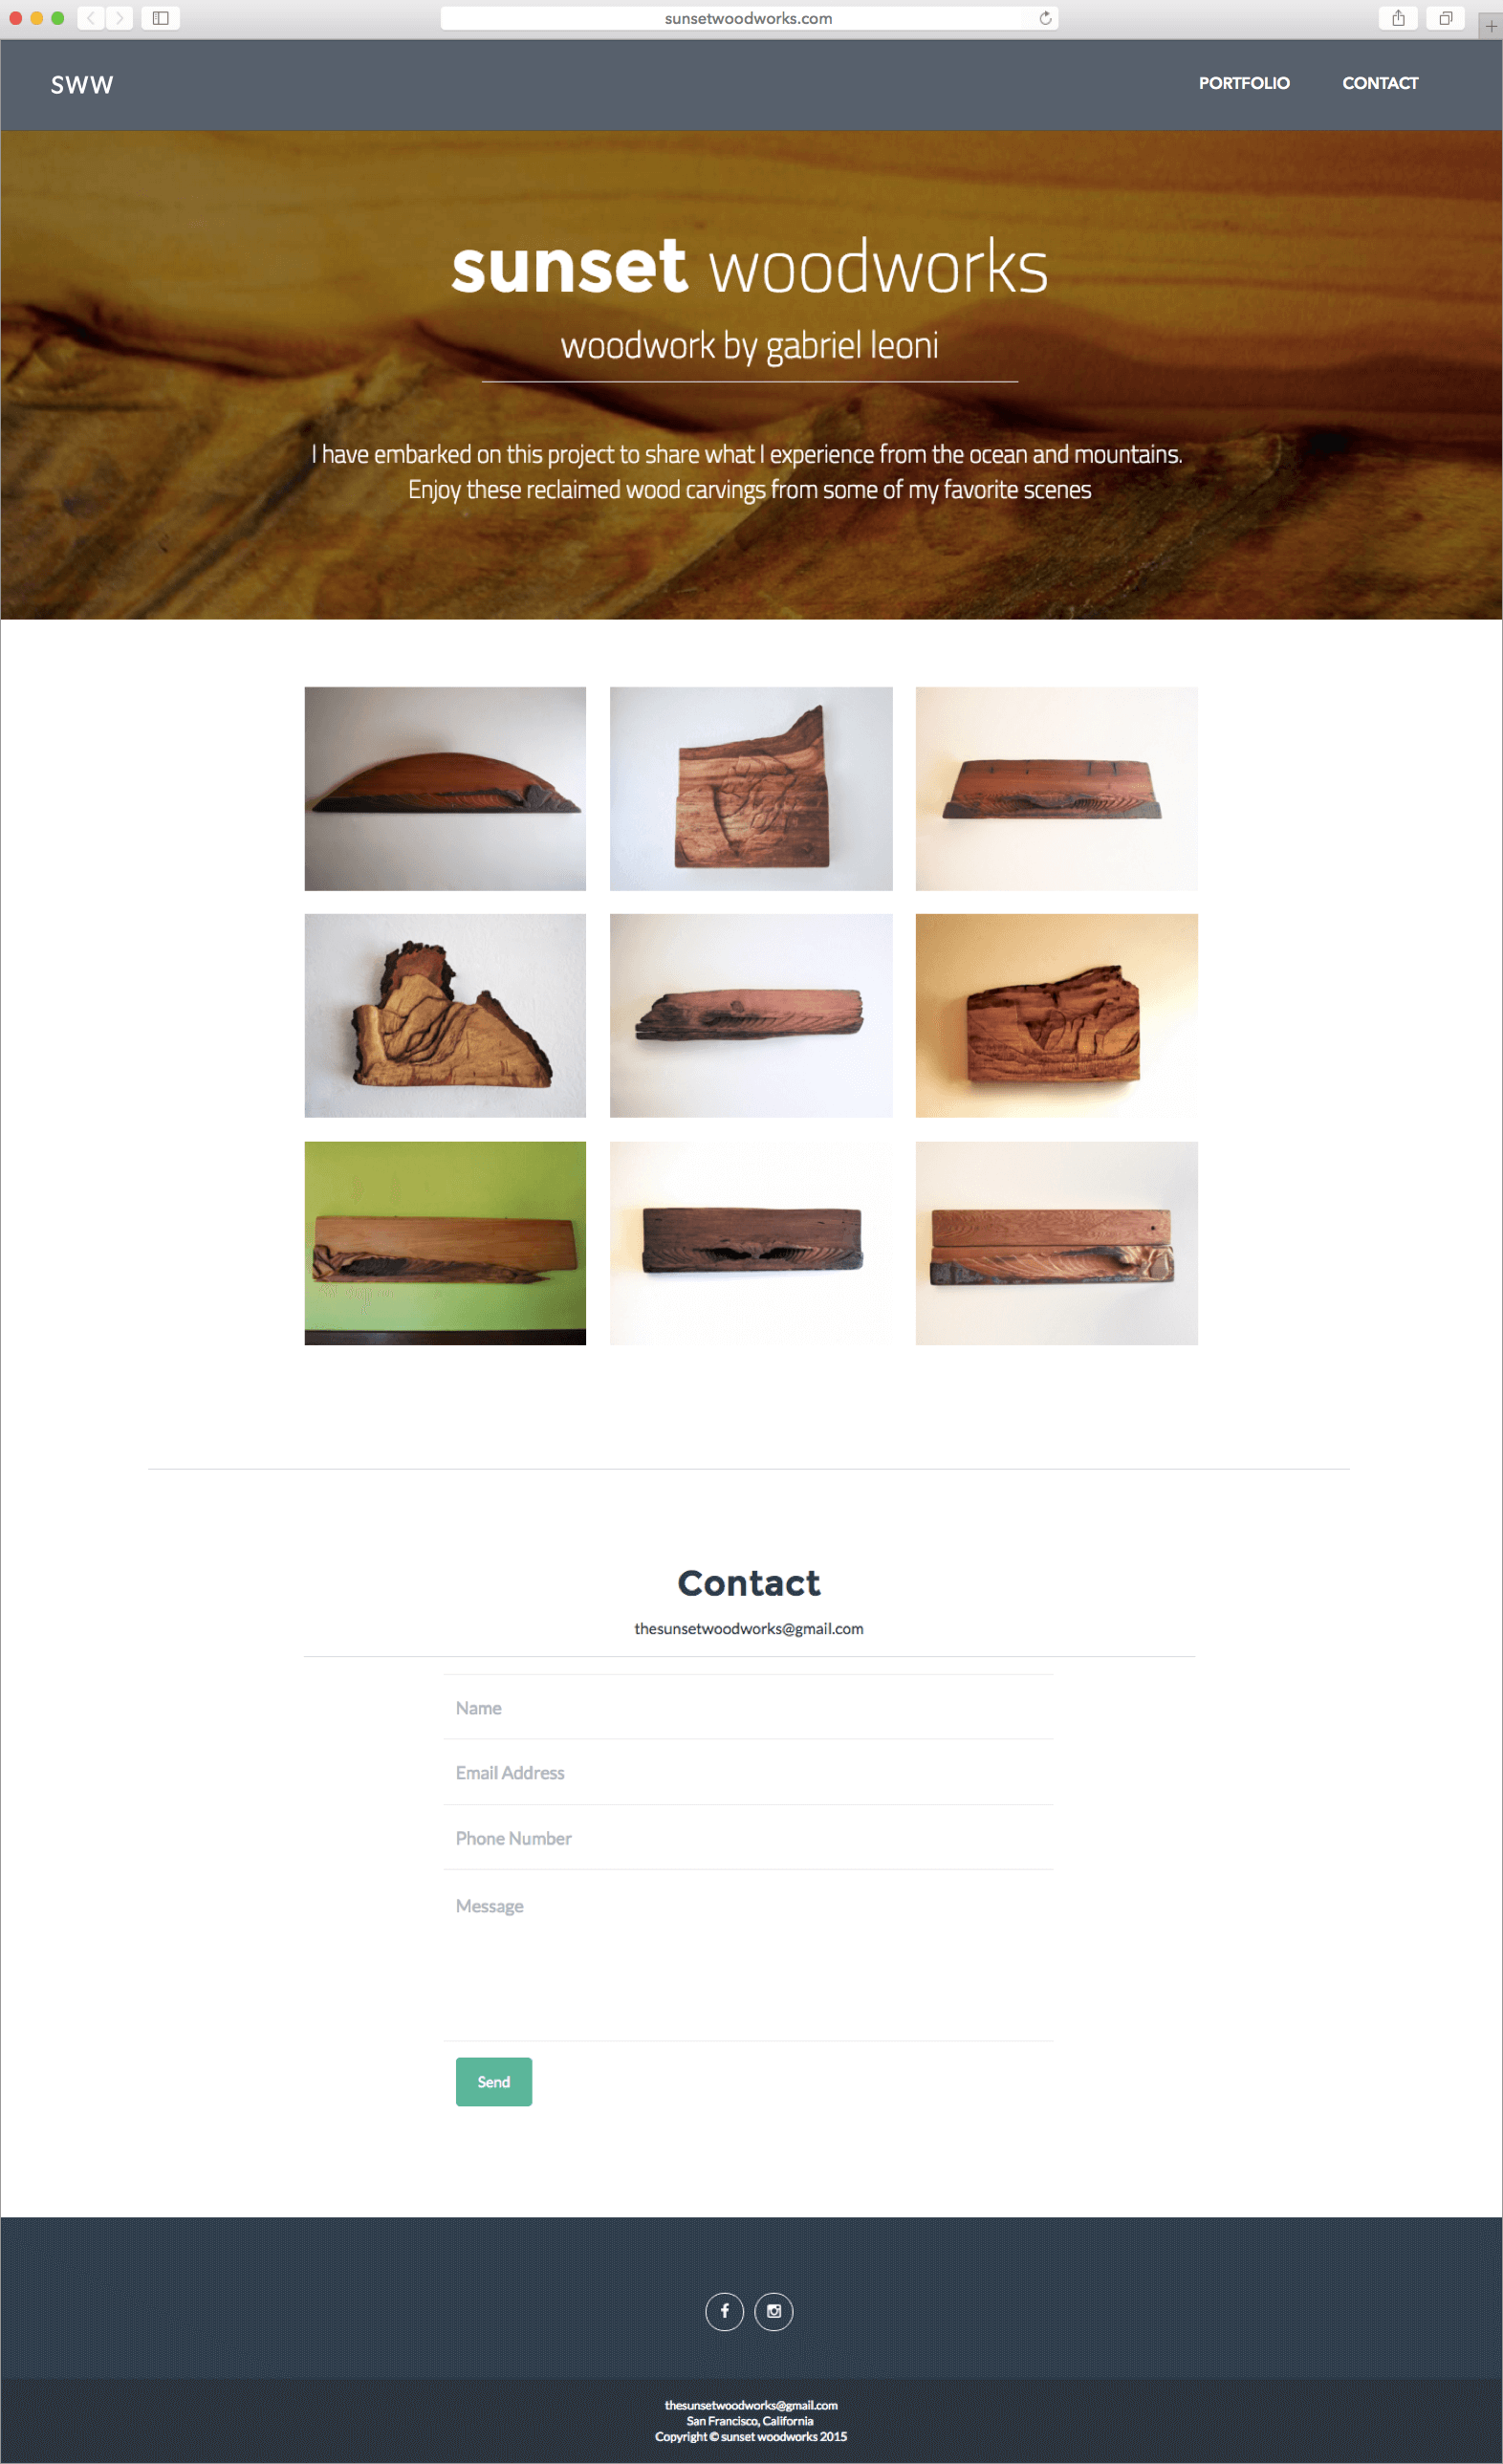 sunsetwoodworks.com
SWW
PORTFOLIO
CONTACT
sunset woodworks
woodwork by gabriel leoni
I have embarked on this project to share what I experience from the ocean and mountains.
Enjoy these reclaimed wood carvings from some of my favorite scenes
Contact
thesunsetwoodworks@gmail.com
Name
Email Address
Phone Number
Message
Send
thesunsetwoodworks@gmail.com
San Francisco, California
Copyright © sunset woodworks 2015